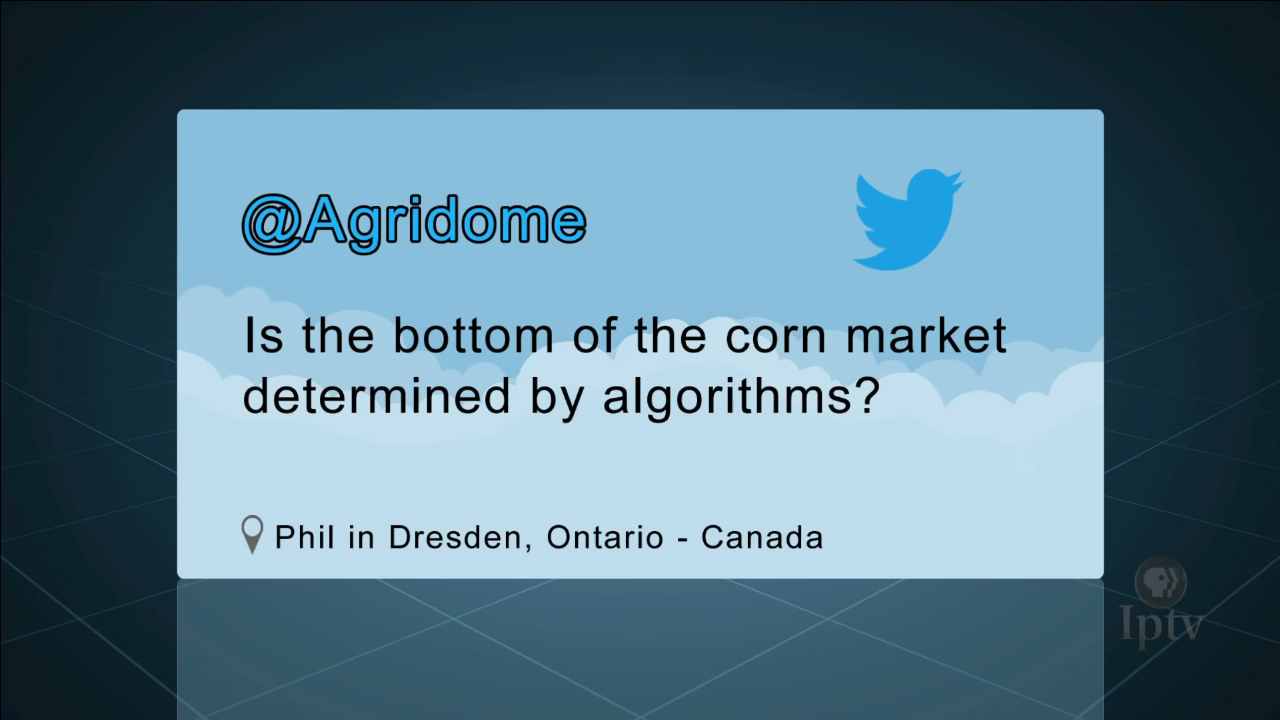 @Agridome
Is the bottom of the corn market
determined by algorithms?
Phil in Dresden, Ontario - Canada
Iptv